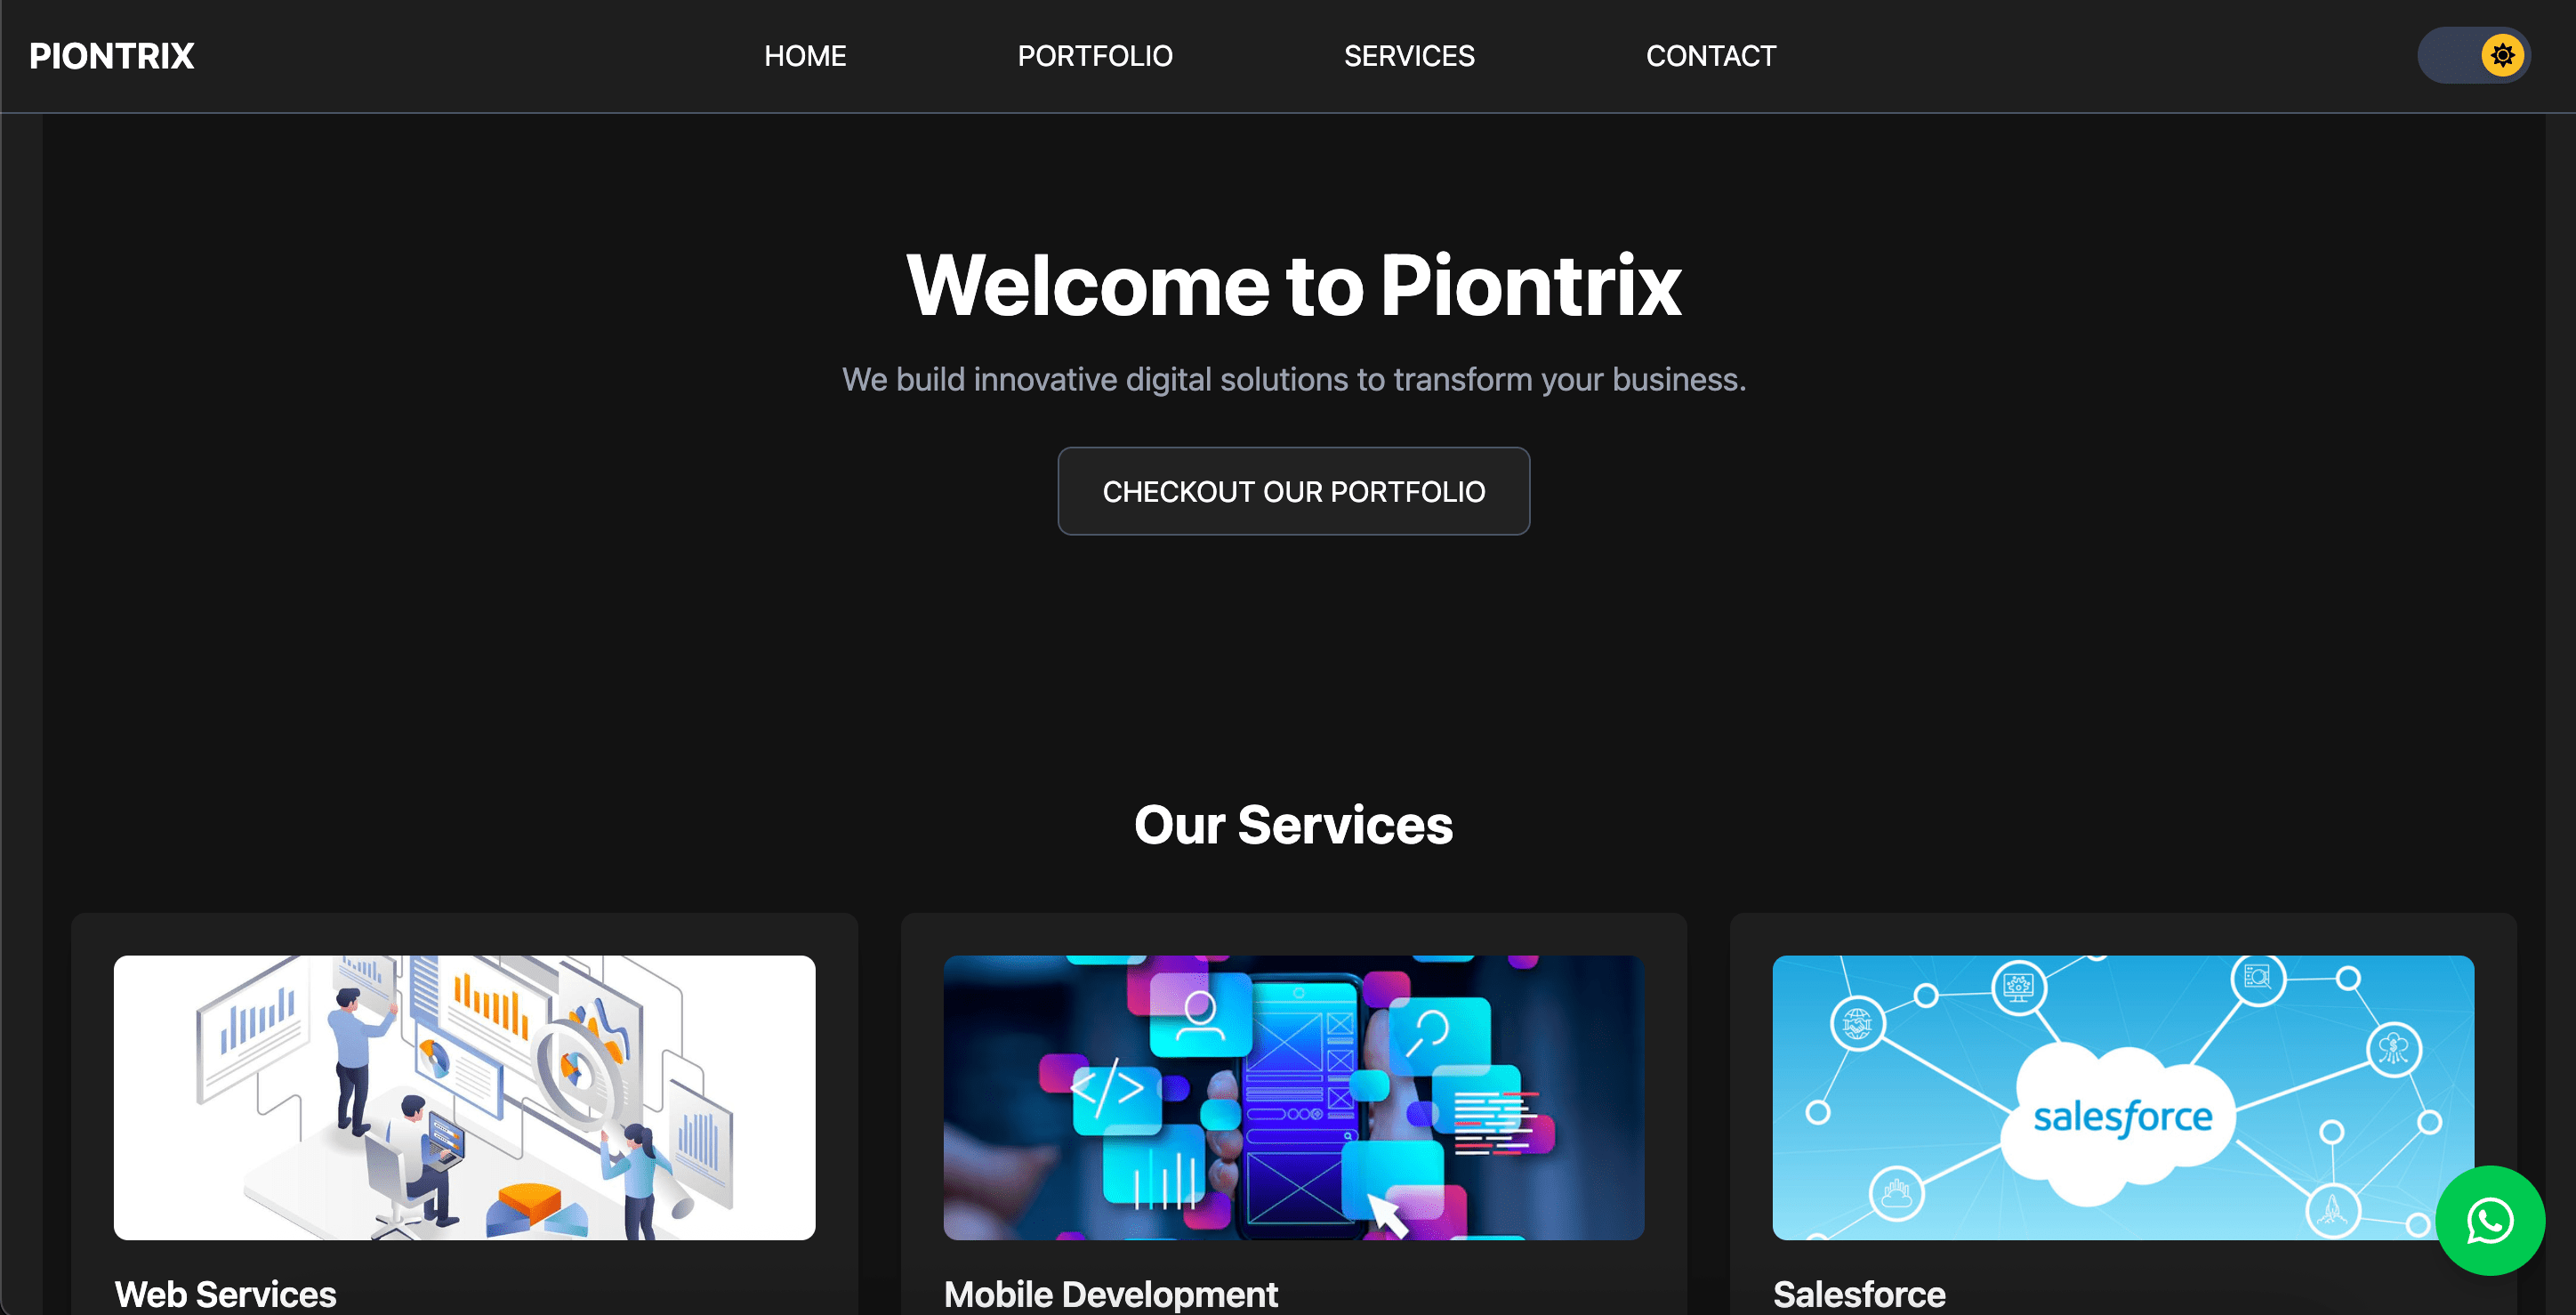 PIONTRIX
HOME
PORTFOLIO
SERVICES
CONTACT
Welcome to Piontrix
We build innovative digital solutions to transform your business.
CHECKOUT OUR PORTFOLIO
Our Services
</>
salesforce
Web Services
Mobile Development
Salesforce